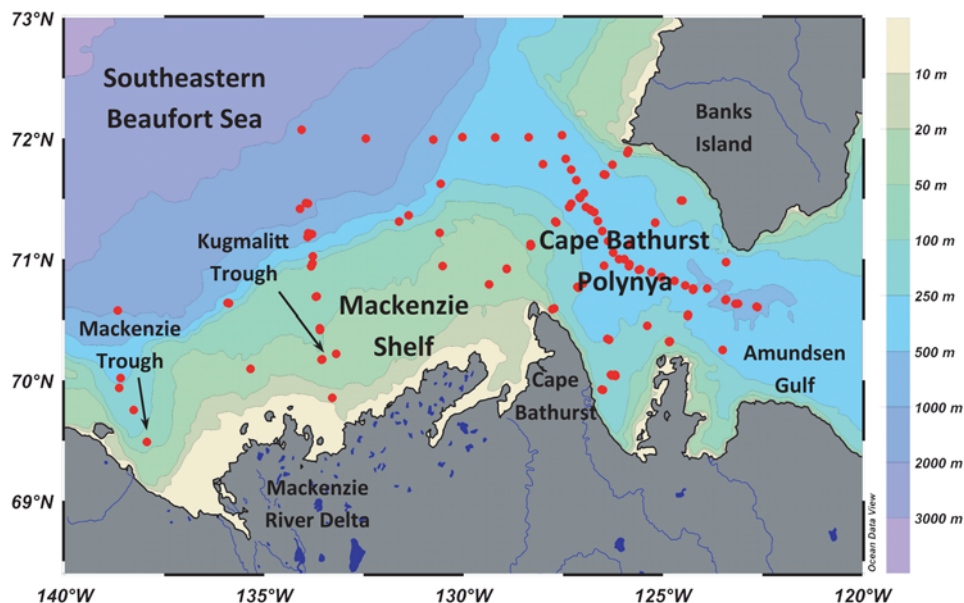 73°N
72°N
71°N
70°N
69°N
140°W
135°W
130°W
125°W
120°W
Southeastern
Beaufort Sea
Banks
Island
Kugmalitt
Trough
Cape Bathurst
Polynya
Mackenzie
Shelf
Mackenzie
Trough
Amundsen
Gulf
Cape
Bathurst
Mackenzie
River Delta
10 m
20 m
50 m
100 m
250 m
500 m
1000 m
2000 m
3000 m
Ocean Data View